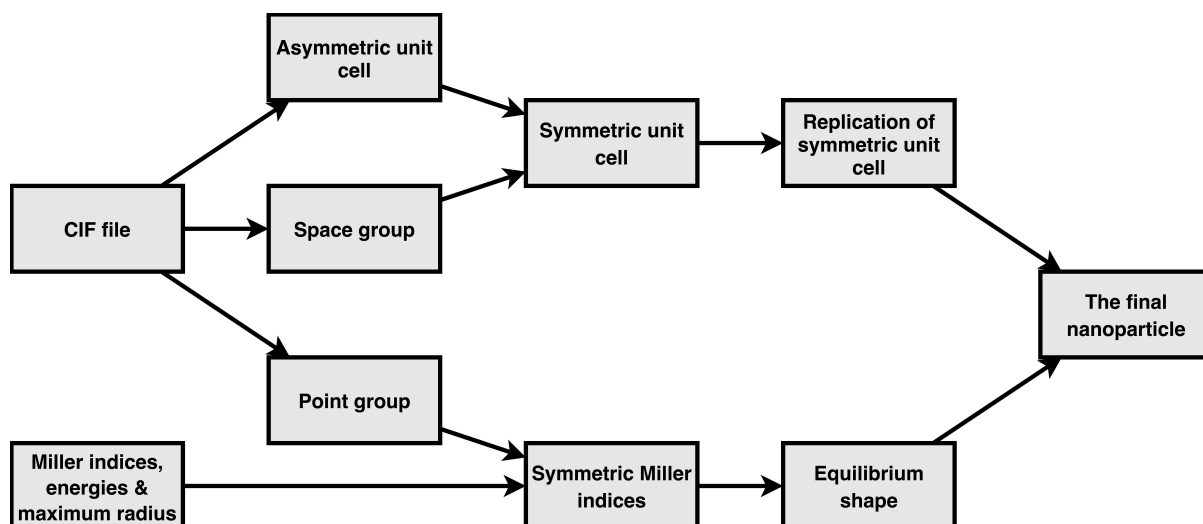 Asymmetric unit
cell
Symmetric unit
cell
Replication of
symmetric unit
cell
CIF file
Space group
The final
nanoparticle
Point group
Miller indices,
energies &
maximum radius
Symmetric Miller
indices
Equilibrium
shape